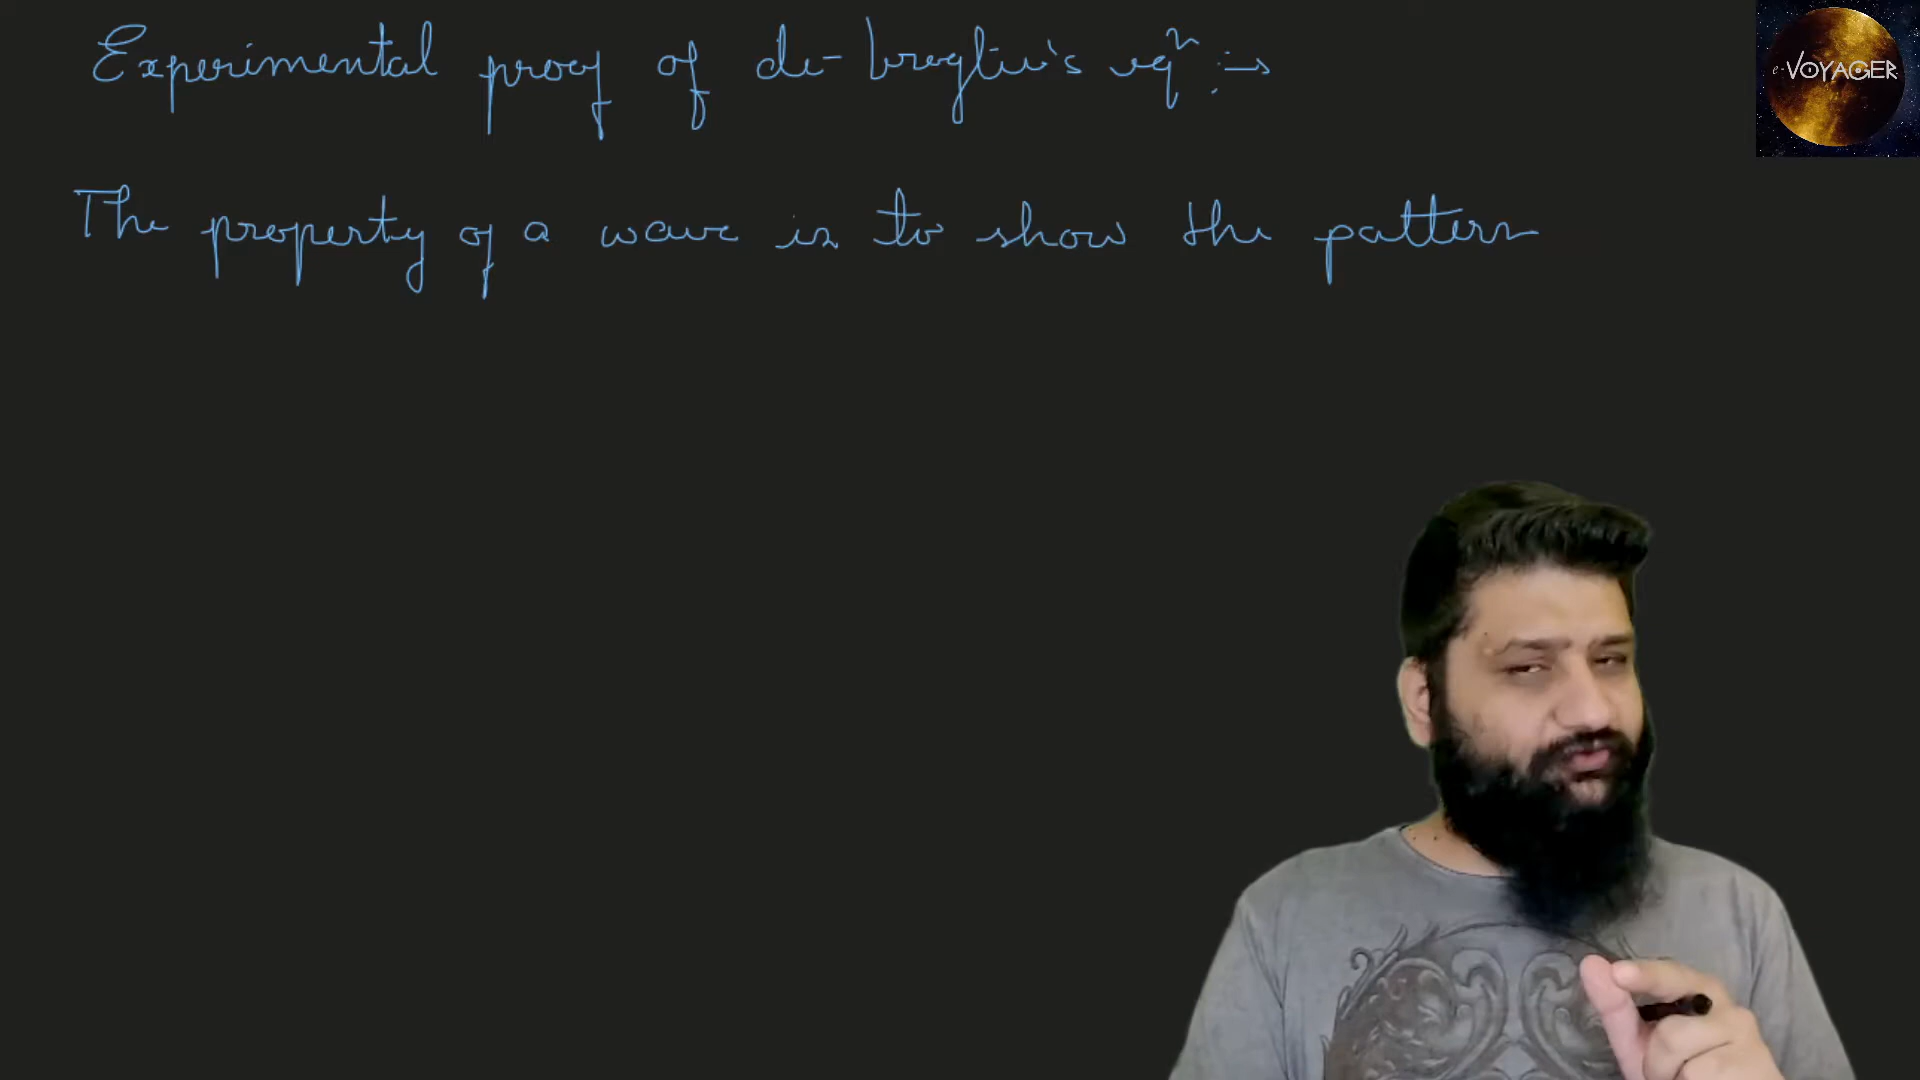 Experimental proof of de-broglie's eqn :→
The property of a wave is to show the pattern
e-VOYAGER